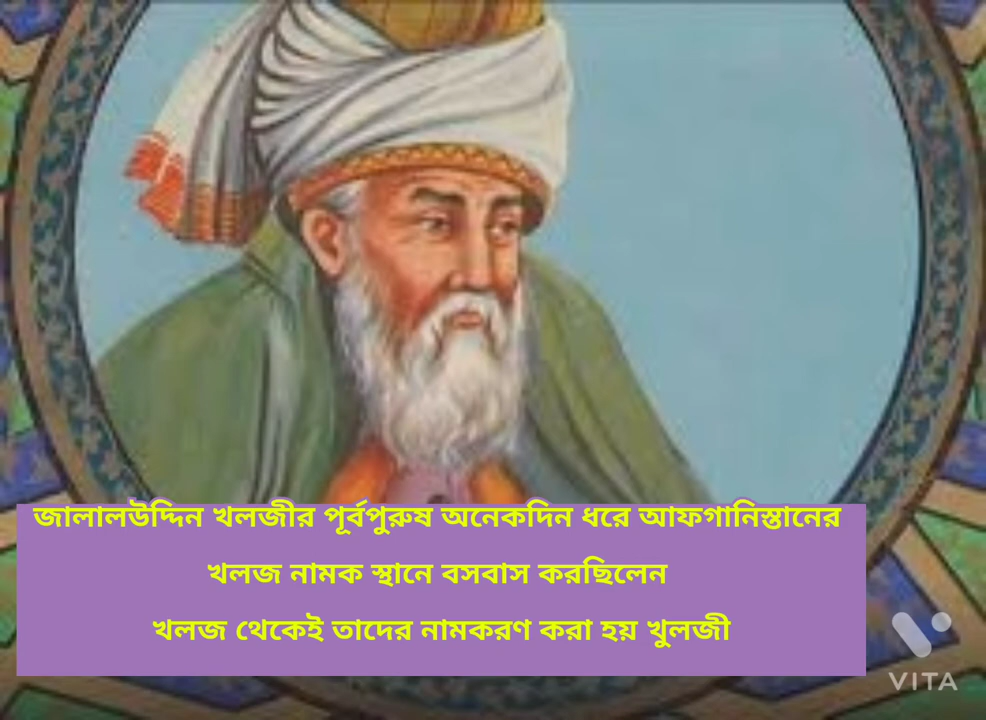 জালালউদ্দিন খলজীর পূর্বপুরুষ অনেকদিন ধরে আফগানিস্তানের
খলজ নামক স্থানে বসবাস করছিলেন
খলজ থেকেই তাদের নামকরণ করা হয় খুলজী
VITA